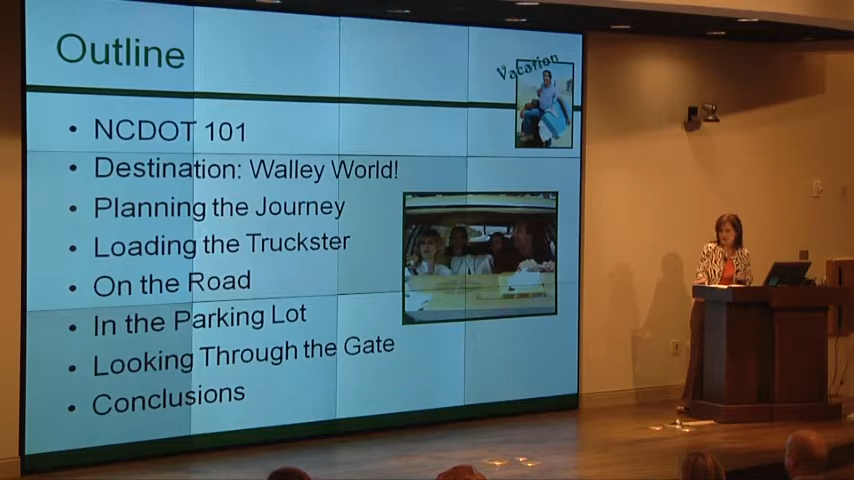 Outline
Vacation
• NCDOT 101
• Destination: Walley World!
• Planning the Journey
• Loading the Truckster
• On the Road
• In the Parking Lot
• Looking Through the Gate
• Conclusions